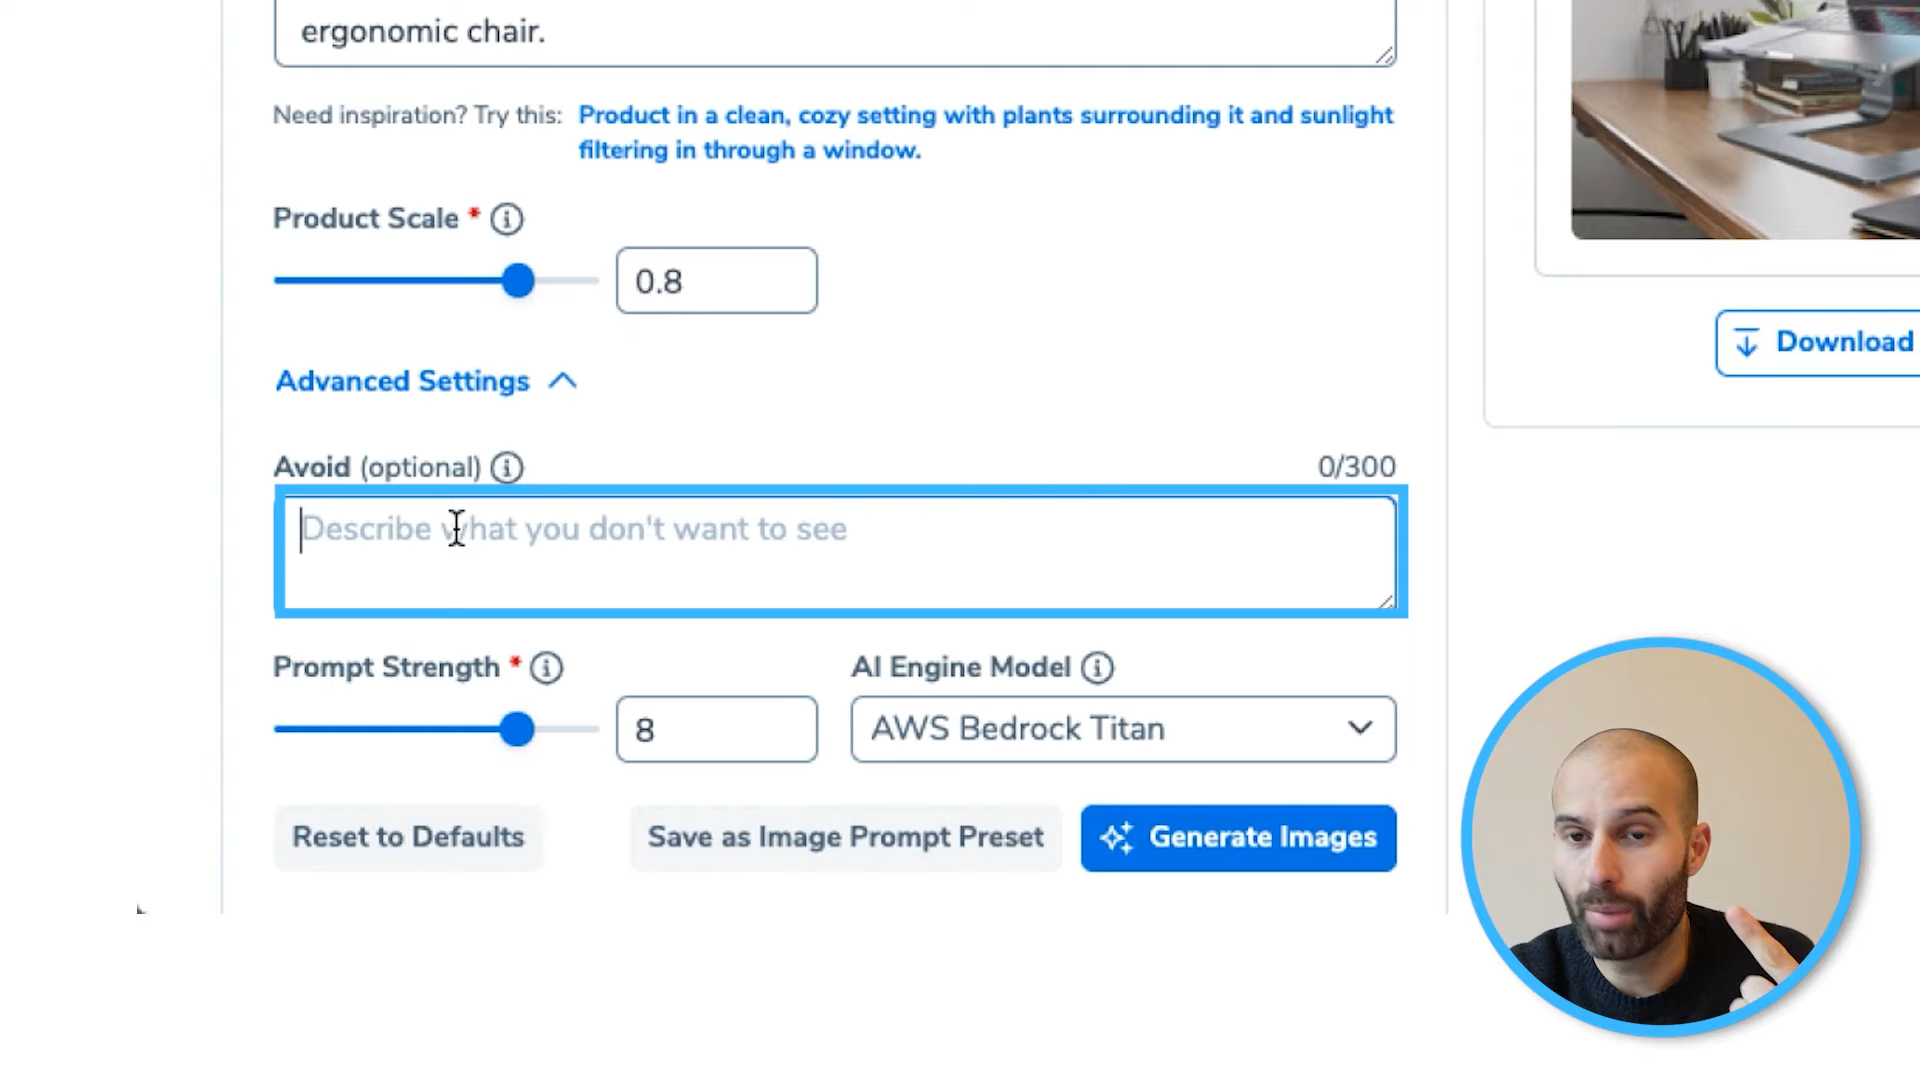 ergonomic chair.
Need inspiration? Try this: Product in a clean, cozy setting with plants surrounding it and sunlight
filtering in through a window.
Product Scale *
0.8
Advanced Settings
Avoid (optional) 0/300
Describe what you don't want to see
Prompt Strength * AI Engine Model
8 AWS Bedrock Titan
Reset to Defaults Save as Image Prompt Preset Generate Images
Download